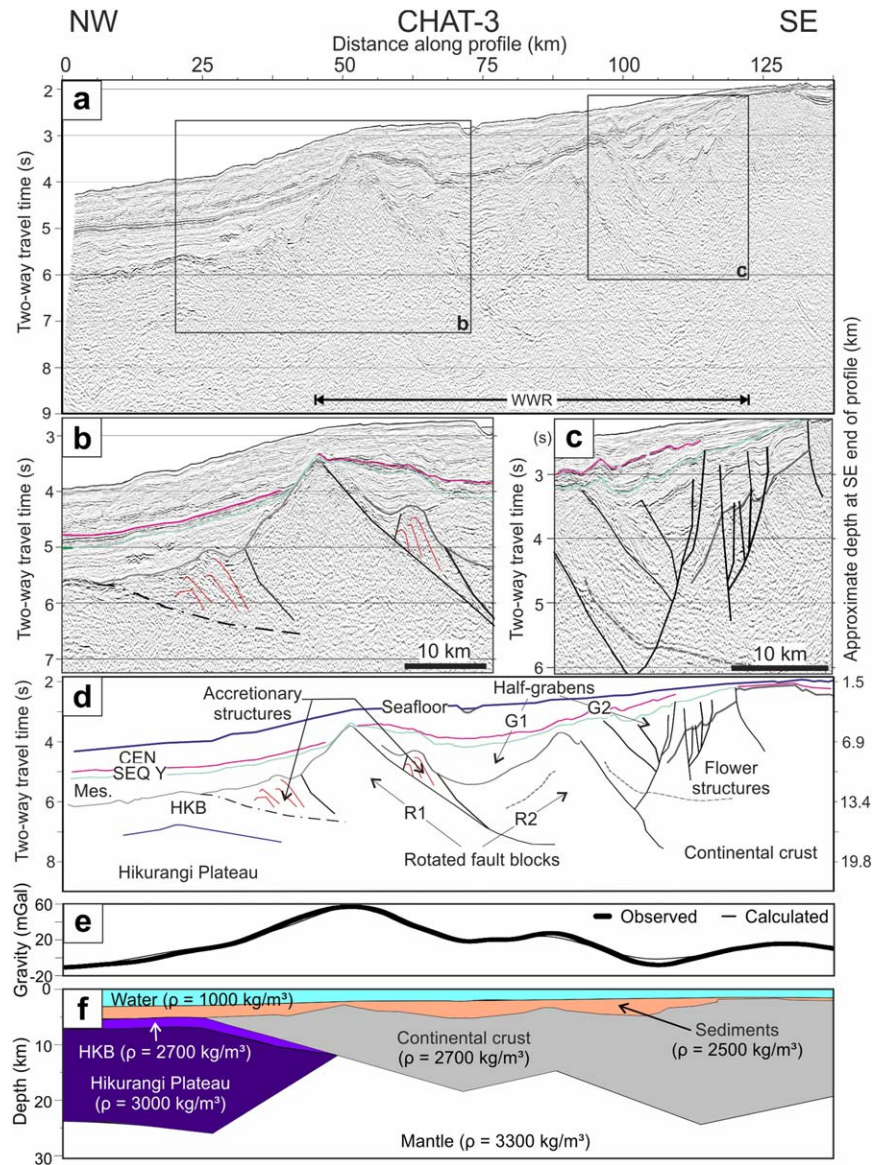 NW CHAT-3 SE
Distance along profile (km)
0 25 50 75 100 125
Two-way travel time (s)
2
3
4
5
6
7
8
9
a
b
c
WWR
Approximate depth at SE end of profile (km)
Two-way travel time (s)
3
4
5
6
7
b
10 km
Two-way travel time (s)
(s)
3
4
5
6
c
10 km
Two-way travel time (s)
2
4
6
8
d
Accretionary
structures
Seafloor
Half-grabens
G1
G2
CEN
SEQ Y
Mes.
HKB
R1
R2
Flower
structures
Rotated fault blocks
Hikurangi Plateau
Continental crust
1.5
6.9
13.4
19.8
Gravity (mGal)
60
20
-20
e
Observed
Calculated
Depth (km)
0
10
20
30
f
Water (ρ = 1000 kg/m³)
HKB (ρ = 2700 kg/m³)
Hikurangi Plateau
(ρ = 3000 kg/m³)
Continental crust
(ρ = 2700 kg/m³)
Sediments
(ρ = 2500 kg/m³)
Mantle (ρ = 3300 kg/m³)